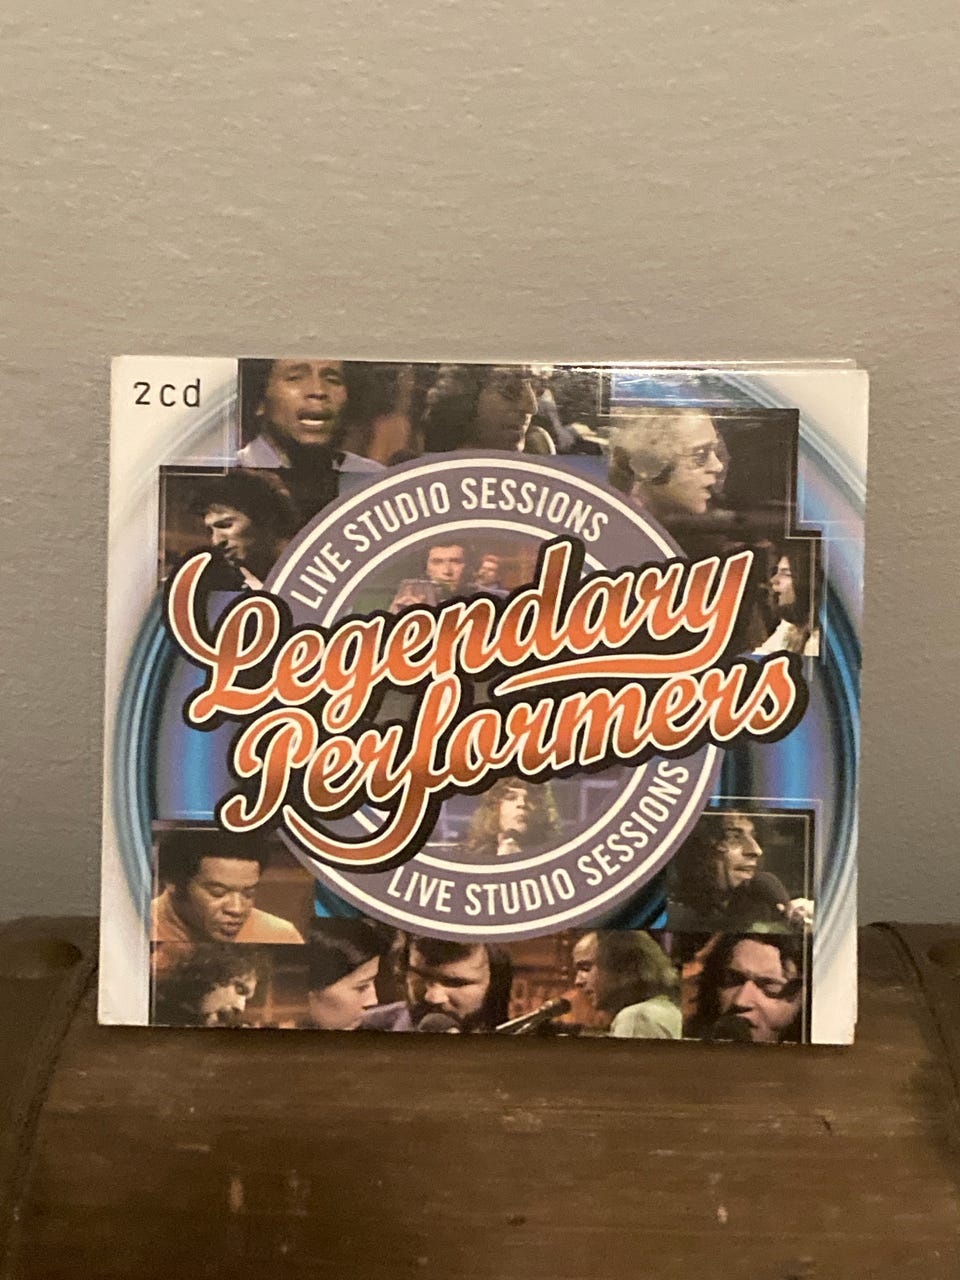 2cd
LIVE STUDIO SESSIONS
Legendary
Performers
LIVE STUDIO SESSIONS